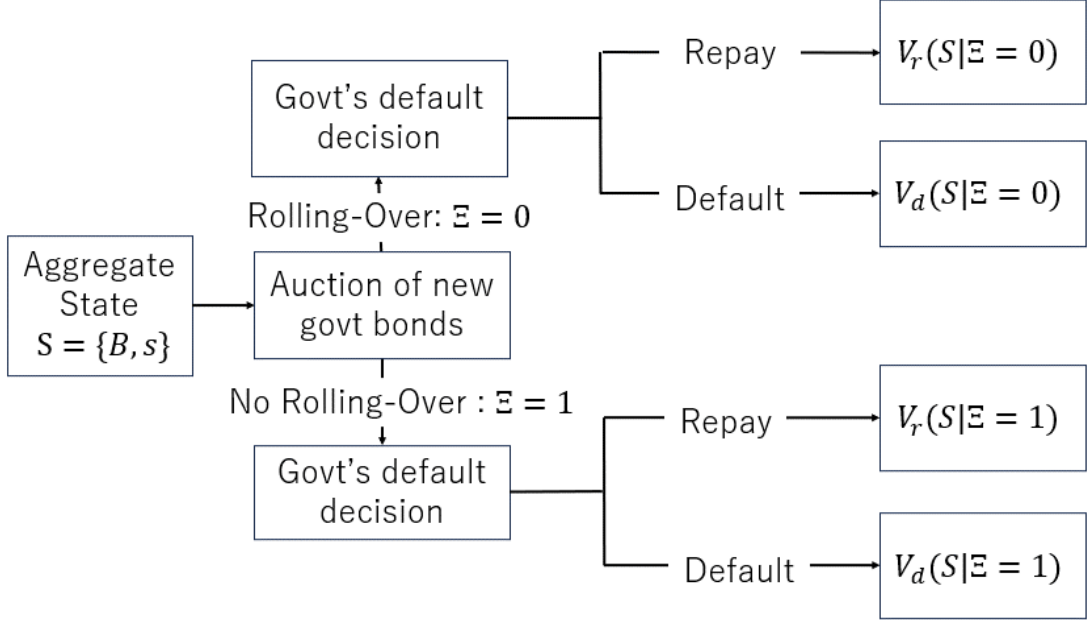 Aggregate
State
S = {B, s}
Auction of new
govt bonds
Rolling-Over: Ξ = 0
Govt's default
decision
Repay
V_r(S|Ξ = 0)
Default
V_d(S|Ξ = 0)
No Rolling-Over : Ξ = 1
Govt's default
decision
Repay
V_r(S|Ξ = 1)
Default
V_d(S|Ξ = 1)